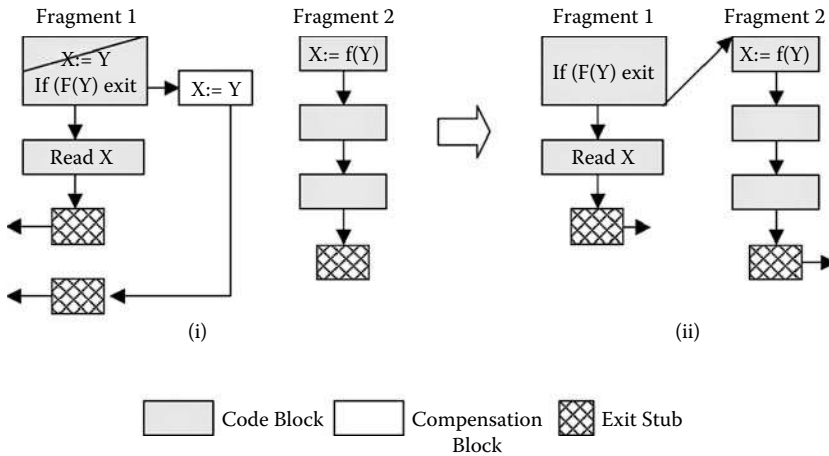 Fragment 1
Fragment 2
Fragment 1
Fragment 2
X:= Y
If (F(Y) exit
X:= Y
X:= f(Y)
If (F(Y) exit
X:= f(Y)
Read X
Read X
(i)
(ii)
Code Block
Compensation
Block
Exit Stub